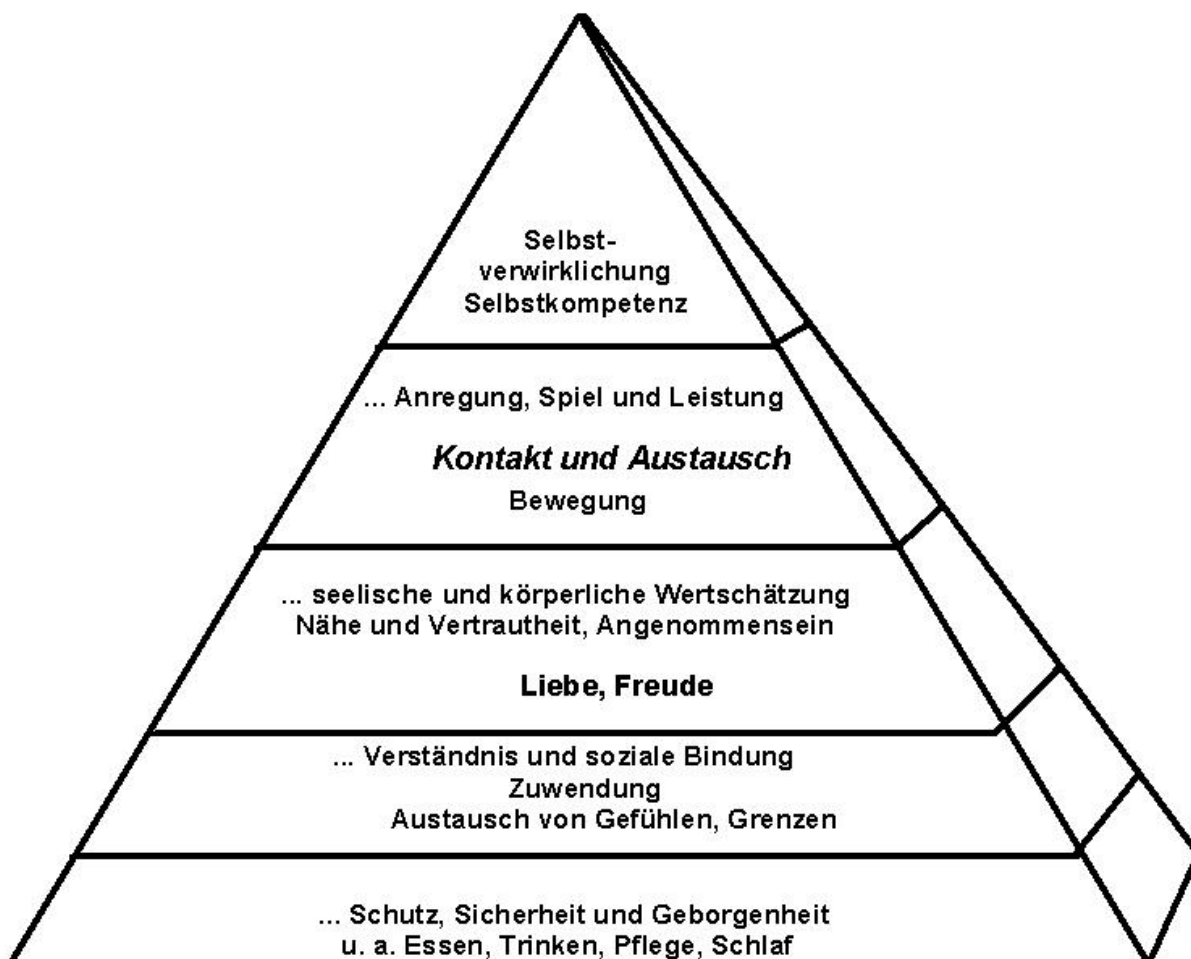 Selbst-
verwirklichung
Selbstkompetenz
... Anregung, Spiel und Leistung
Kontakt und Austausch
Bewegung
... seelische und körperliche Wertschätzung
Nähe und Vertrautheit, Angenommensein
Liebe, Freude
... Verständnis und soziale Bindung
Zuwendung
Austausch von Gefühlen, Grenzen
... Schutz, Sicherheit und Geborgenheit
u. a. Essen, Trinken, Pflege, Schlaf